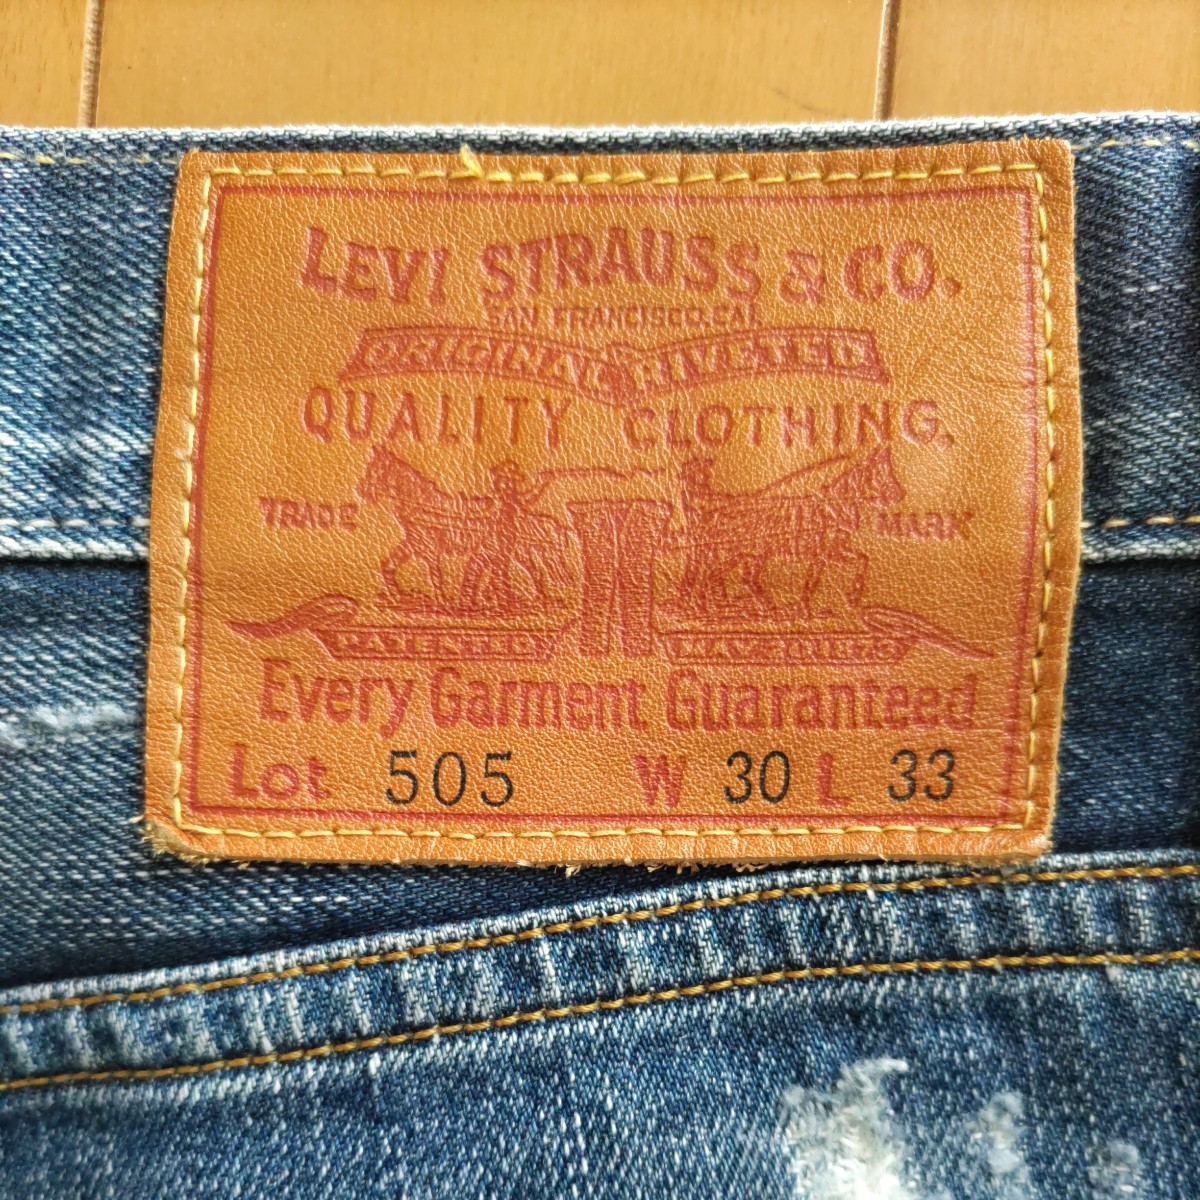 LEVI STRAUSS & CO.
SAN FRANCISCO, CAL
ORIGINAL RIVETED
QUALITY CLOTHING.
TRADE MARK
PATENTED MAY 20 1873
Every Garment Guaranteed
Lot 505 W 30 L 33